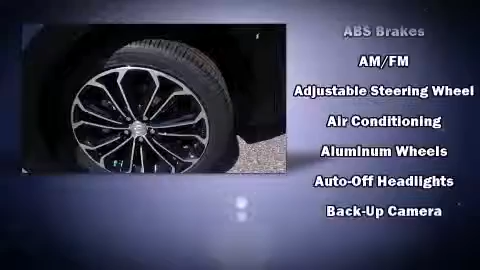 ABS Brakes
AM/FM
Adjustable Steering Wheel
Air Conditioning
Aluminum Wheels
Auto-Off Headlights
Back-Up Camera